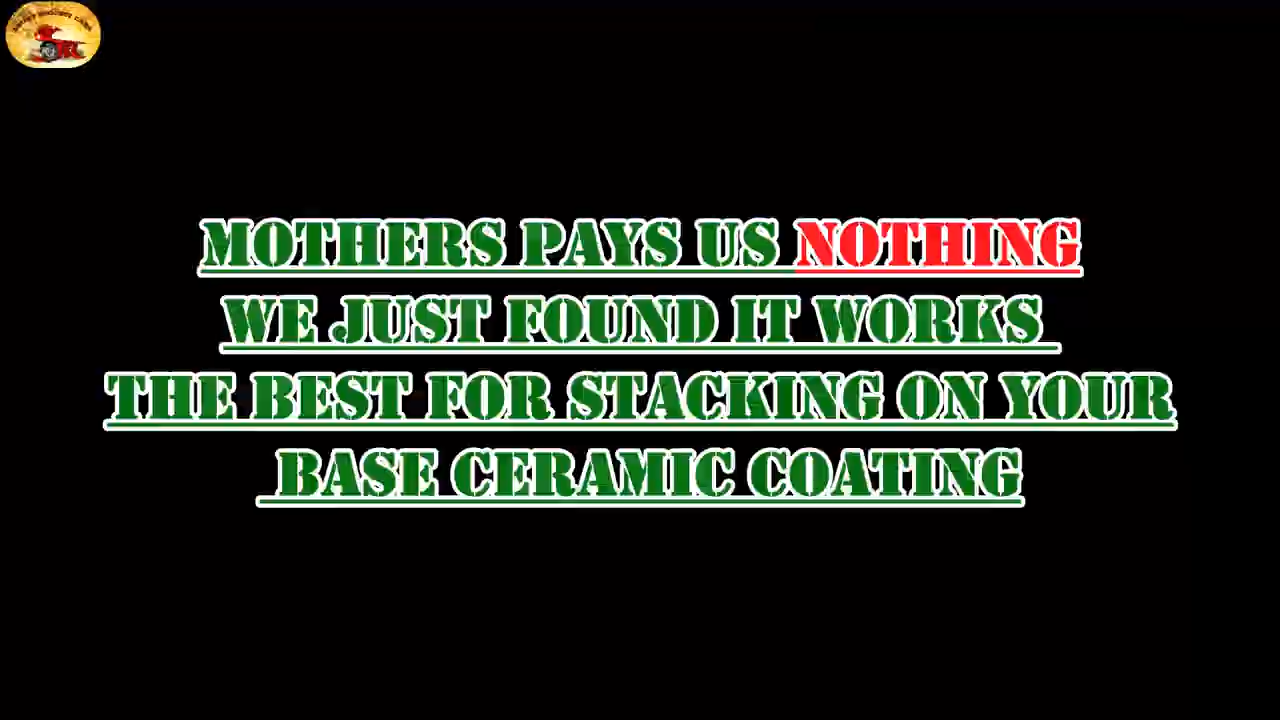 MOTHERS PAYS US NOTHING
WE JUST FOUND IT WORKS
THE BEST FOR STACKING ON YOUR
BASE CERAMIC COATING